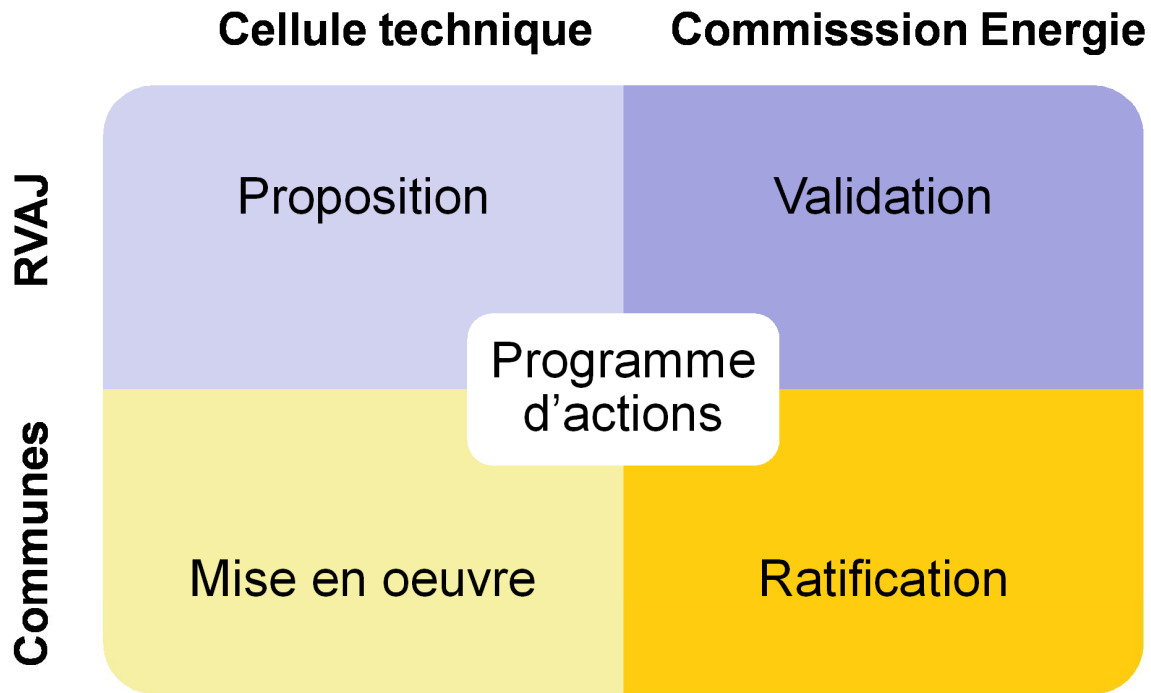 Cellule technique
Commisssion Energie
RVAJ
Proposition
Validation
Programme
d’actions
Communes
Mise en oeuvre
Ratification